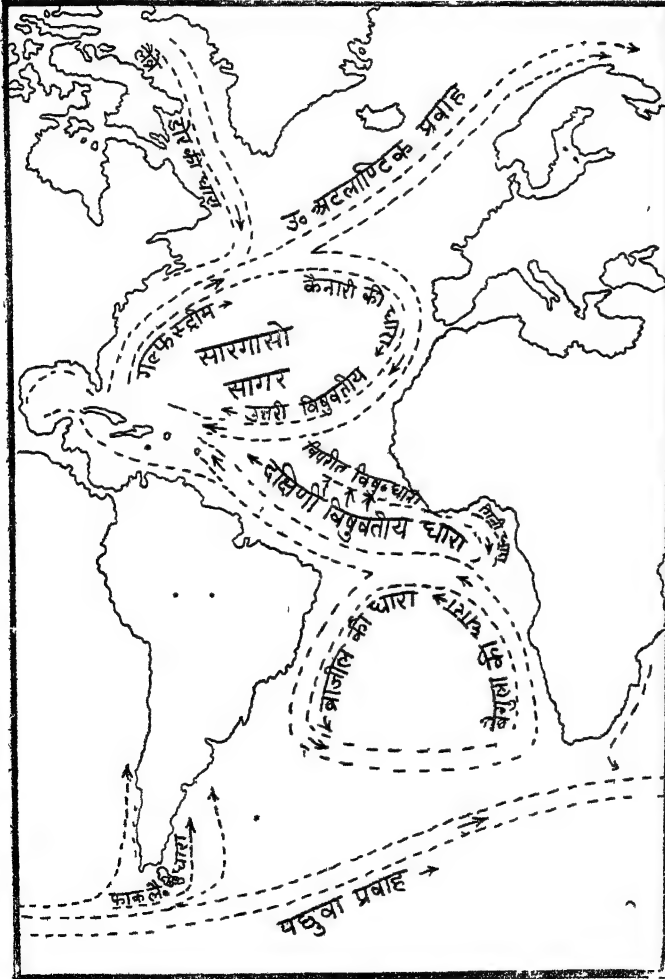 लैब्रे
डोर की धारा
उ० अटलाण्टिक प्रवाह
गल्फस्ट्रीम
कैनारी की धारा
सारगासो
सागर
उत्तरी विषुवतीय
विपरीत विषु० धारा
दक्षिणी विषुवतीय धारा
गिनी धारा
ब्राजील की धारा
बैंगुला की धारा
फाकलैंड धारा
पछुवा प्रवाह